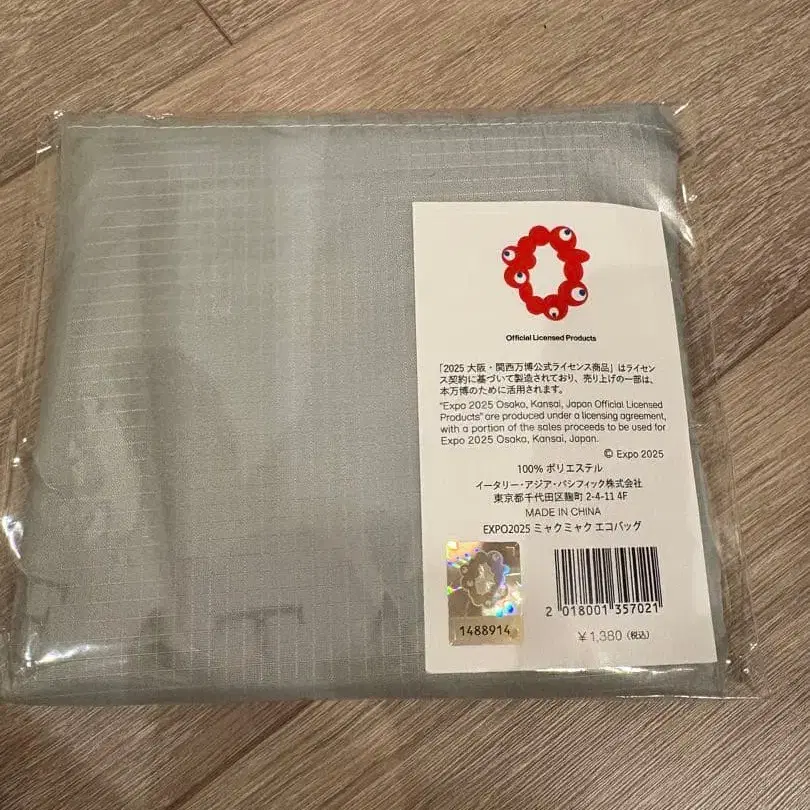 Official Licensed Products
「2025 大阪・関西万博公式ライセンス商品」はライセン
ス契約に基づいて製造されており、売り上げの一部は、
本万博のために活用されます。
"Expo 2025 Osaka, Kansai, Japan Official Licensed
Products" are produced under a licensing agreement,
with a portion of the sales proceeds to be used for
Expo 2025 Osaka, Kansai, Japan.
© Expo 2025
100% ポリエステル
イータリー・アジア・パシフィック株式会社
東京都千代田区麹町 2-4-11 4F
MADE IN CHINA
EXPO2025 ミャクミャク エコバッグ
1488914
2 018001 357021
¥1,380 (税込)